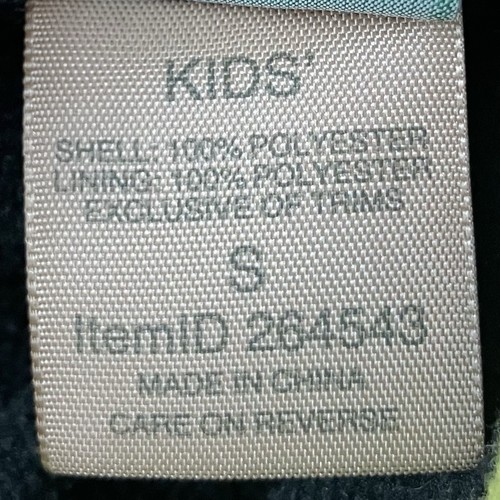 KIDS'
SHELL: 100% POLYESTER
LINING: 100% POLYESTER
EXCLUSIVE OF TRIMS
S
ItemID 264543
MADE IN CHINA
CARE ON REVERSE